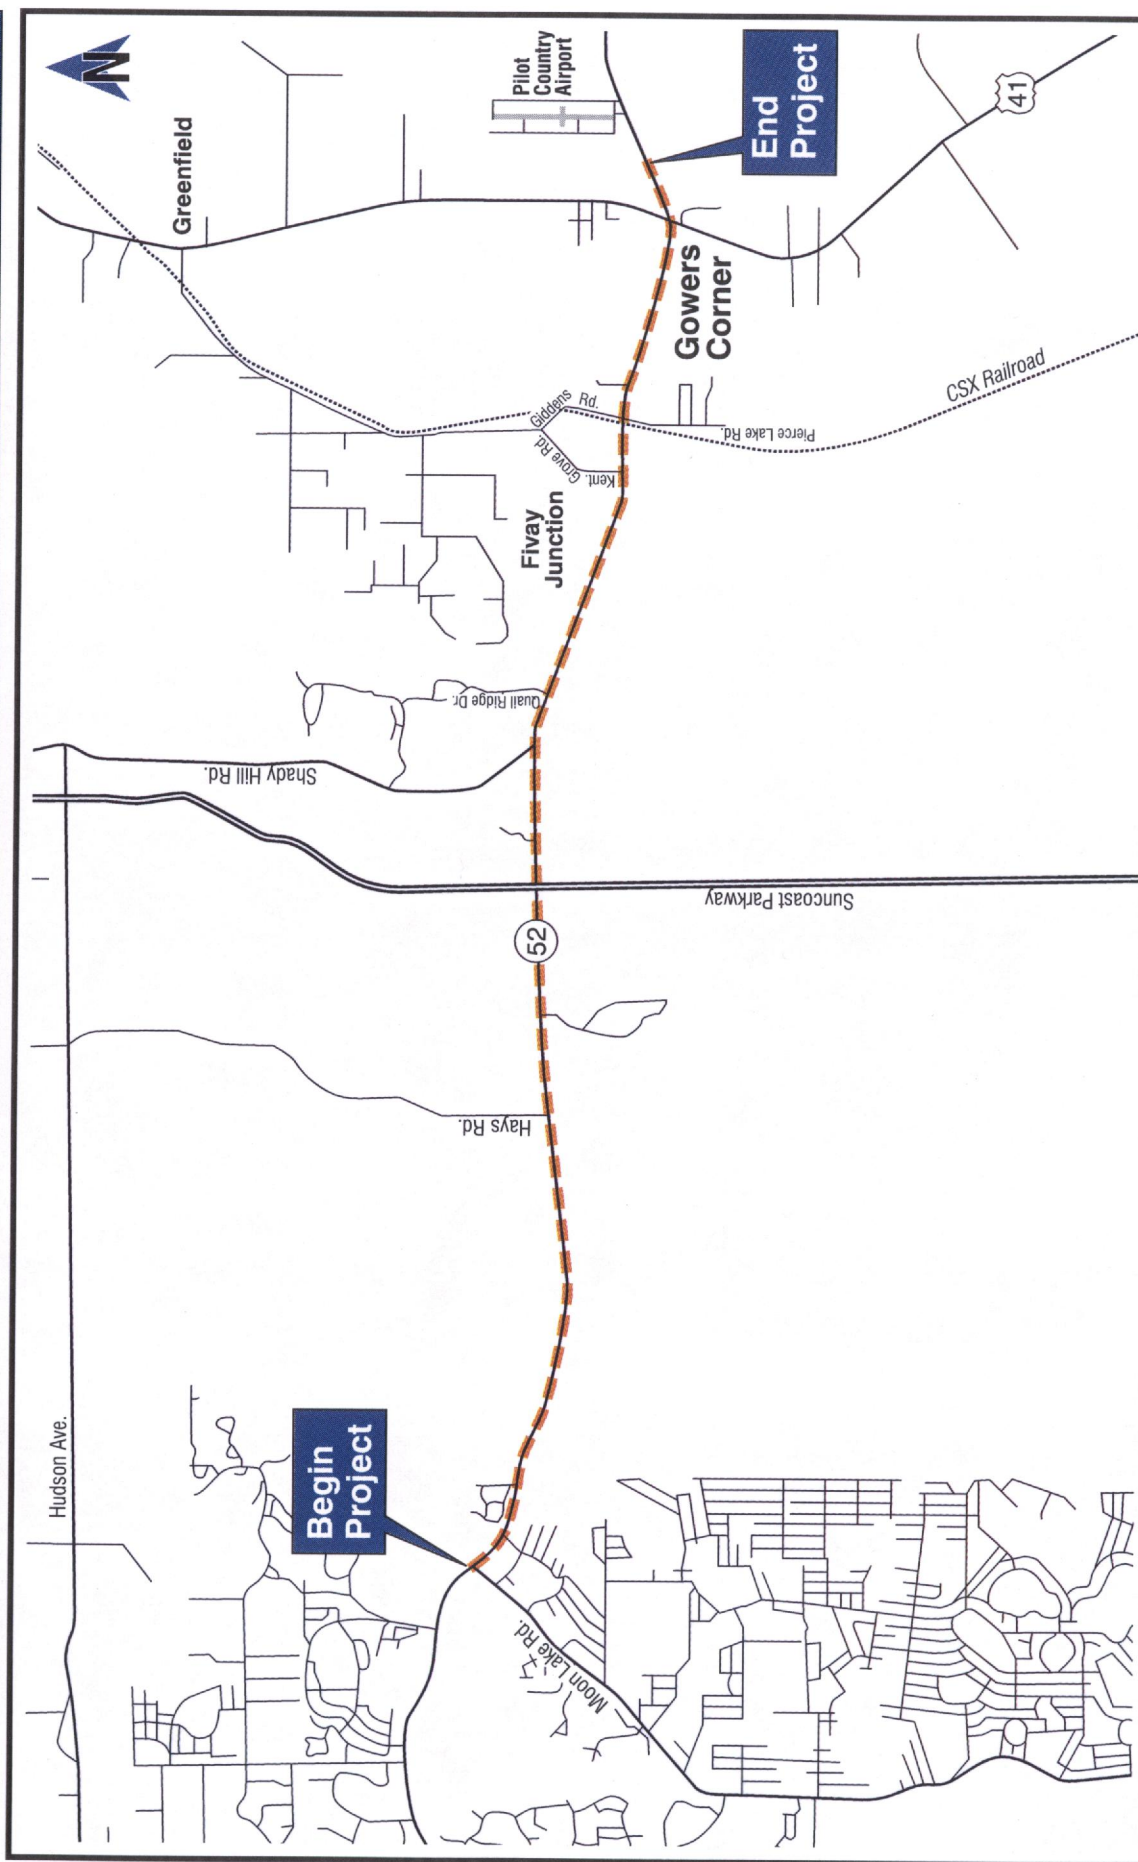 N
Hudson Ave.
Greenfield
Pilot
Country
Airport
End
Project
41
Gowers
Corner
CSX Railroad
Pierce Lake Rd.
Giddens
Rd.
Kent.
Grove Rd.
Fivay
Junction
Quail Ridge Dr.
Shady Hill Rd.
Suncoast Parkway
52
Hays Rd.
Begin
Project
Moon Lake Rd.